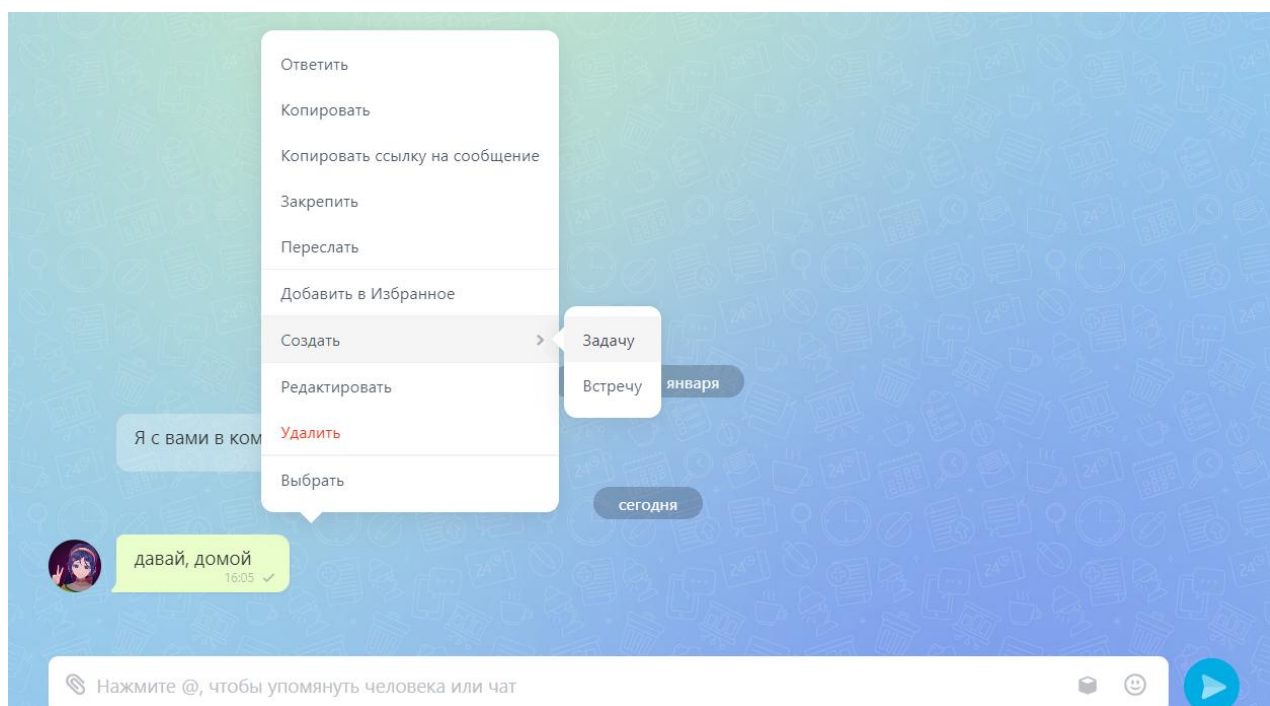 Ответить
Копировать
Копировать ссылку на сообщение
Закрепить
Переслать
Добавить в Избранное
Создать
Задачу
Редактировать
Встречу
января
Удалить
Я с вами в ком
Выбрать
сегодня
давай, домой
16:05
Нажмите @, чтобы упомянуть человека или чат